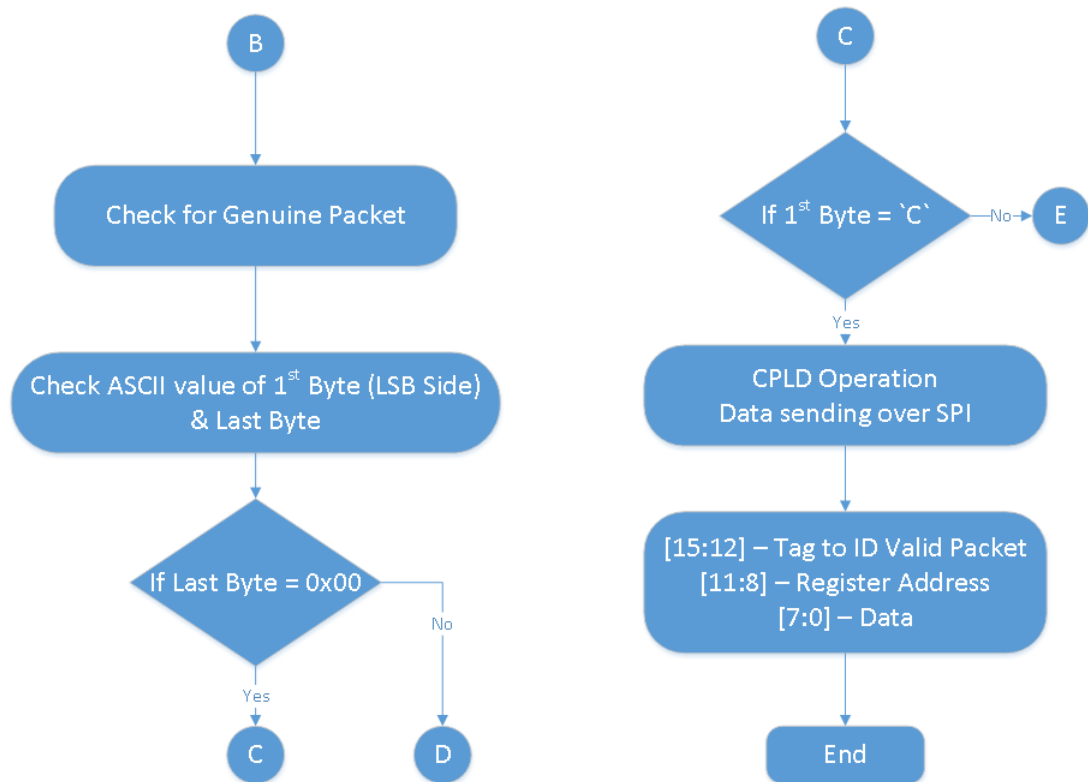 B
Check for Genuine Packet
Check ASCII value of 1st Byte (LSB Side)
& Last Byte
If Last Byte = 0x00
No
Yes
C
D
C
If 1st Byte = `C`
No
E
Yes
CPLD Operation
Data sending over SPI
[15:12] – Tag to ID Valid Packet
[11:8] – Register Address
[7:0] – Data
End